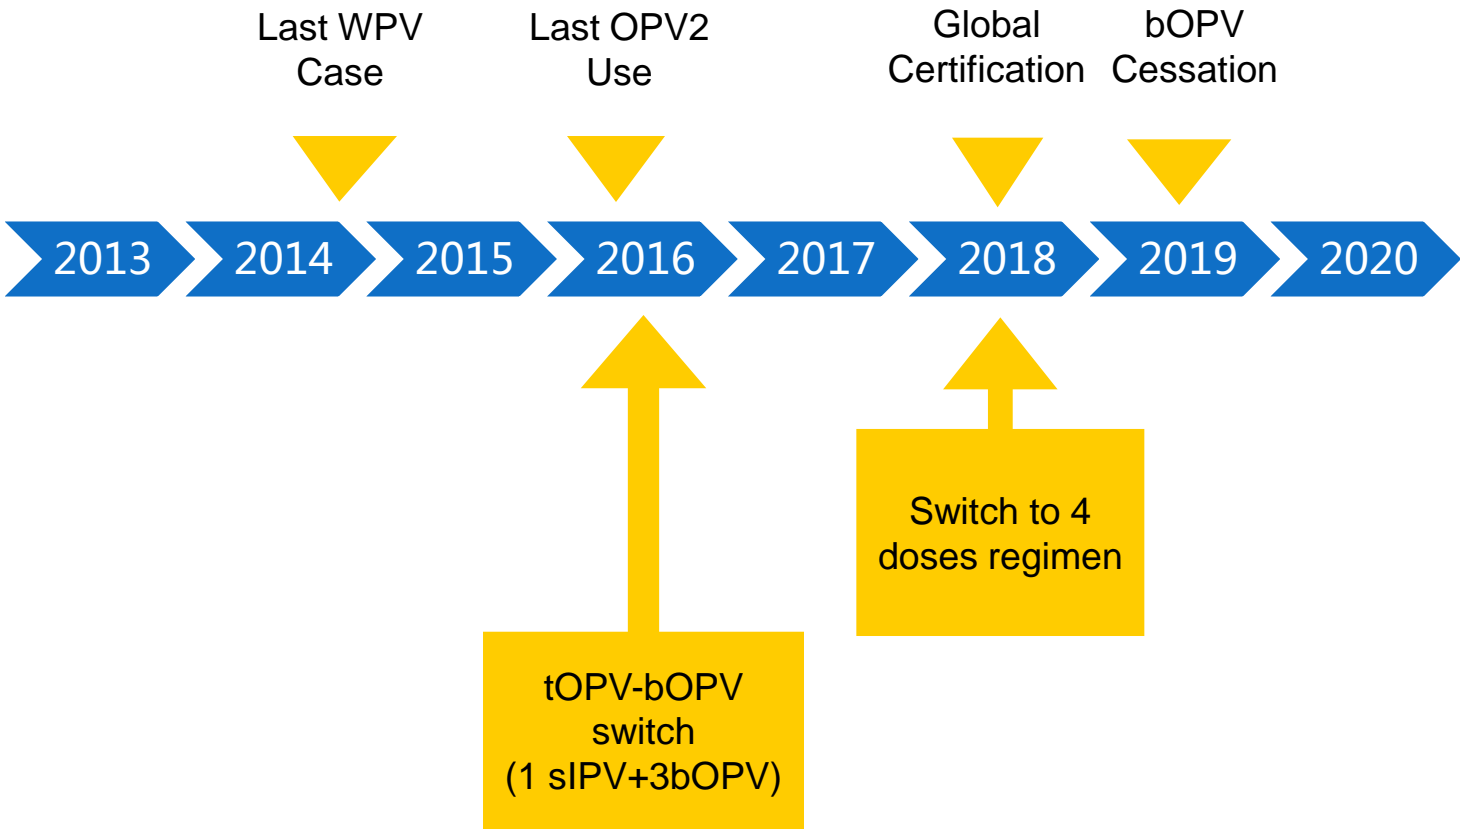 Last WPV
Case
Last OPV2
Use
Global
Certification
bOPV
Cessation
2013
2014
2015
2016
2017
2018
2019
2020
Switch to 4
doses regimen
tOPV-bOPV
switch
(1 sIPV+3bOPV)